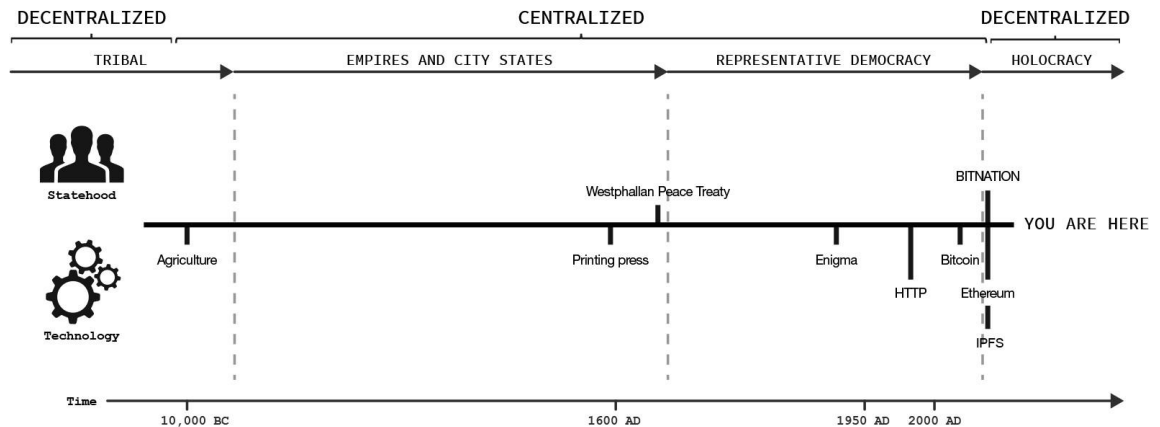 DECENTRALIZED
CENTRALIZED
DECENTRALIZED
TRIBAL
EMPIRES AND CITY STATES
REPRESENTATIVE DEMOCRACY
HOLOCRACY
Statehood
BITNATION
Westphallan Peace Treaty
YOU ARE HERE
Agriculture
Printing press
Enigma
Bitcoin
HTTP
Ethereum
Technology
IPFS
Time
10,000 BC
1600 AD
1950 AD
2000 AD